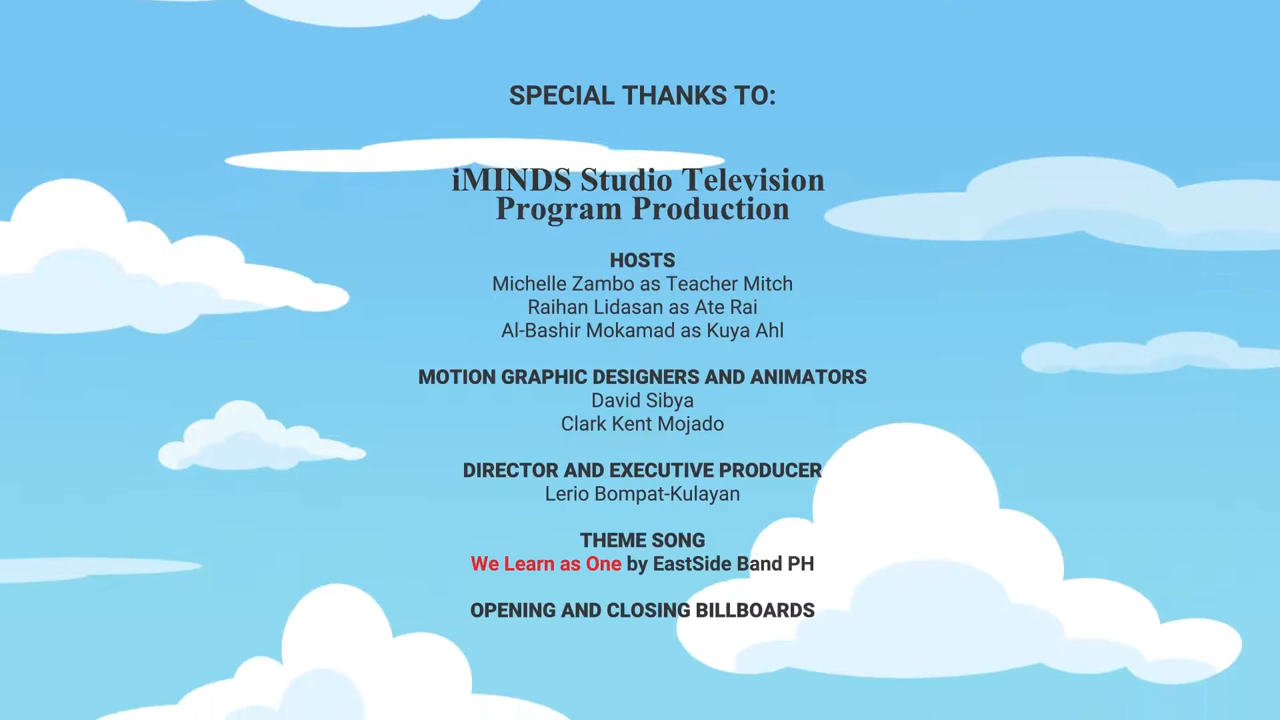 SPECIAL THANKS TO:
iMINDS Studio Television
Program Production
HOSTS
Michelle Zambo as Teacher Mitch
Raihan Lidasan as Ate Rai
Al-Bashir Mokamad as Kuya Ahl
MOTION GRAPHIC DESIGNERS AND ANIMATORS
David Sibya
Clark Kent Mojado
DIRECTOR AND EXECUTIVE PRODUCER
Lerio Bompat-Kulayan
THEME SONG
We Learn as One by EastSide Band PH
OPENING AND CLOSING BILLBOARDS